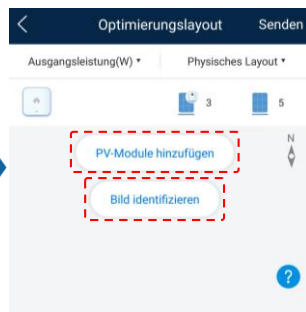 Optimierungslayout Senden
Ausgangsleistung(W) Physisches Layout
3 5
PV-Module hinzufügen
N
Bild identifizieren
?